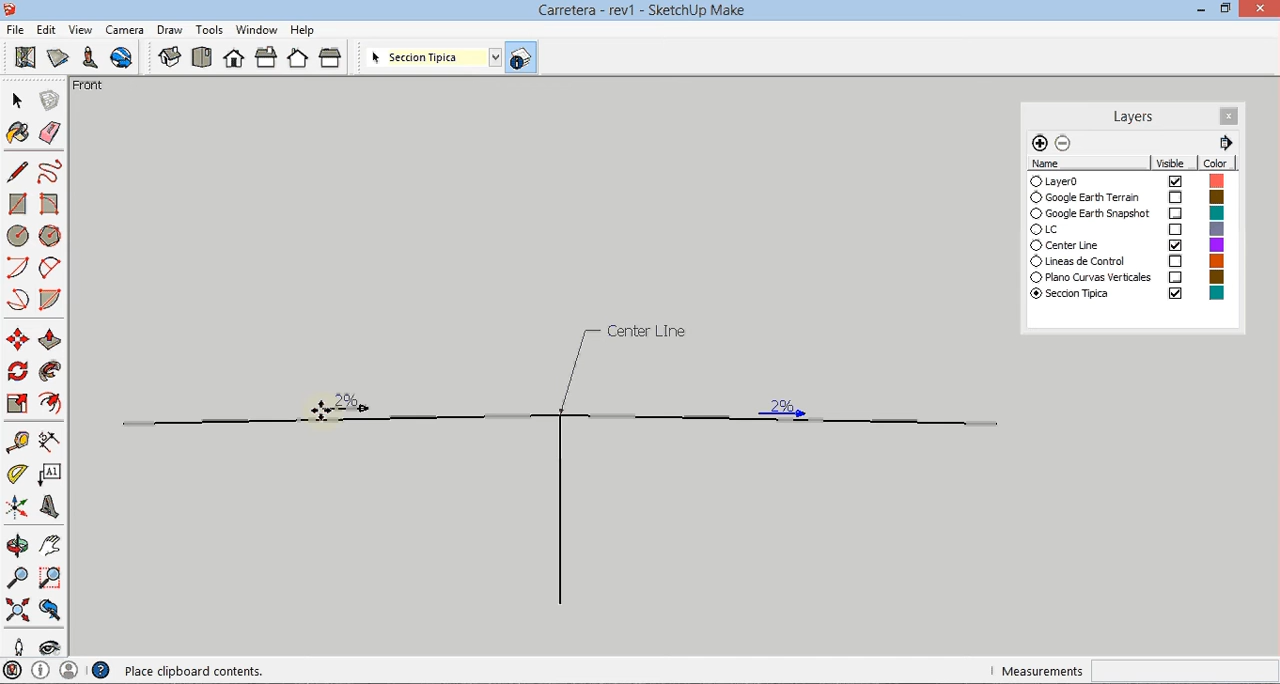 Carretera - rev1 - SketchUp Make
File Edit View Camera Draw Tools Window Help
Seccion Tipica
Front
Layers
Name Visible Color
Layer0
Google Earth Terrain
Google Earth Snapshot
LC
Center Line
Lineas de Control
Plano Curvas Verticales
Seccion Tipica
Center LIne
2%
2%
A1
Place clipboard contents.
Measurements